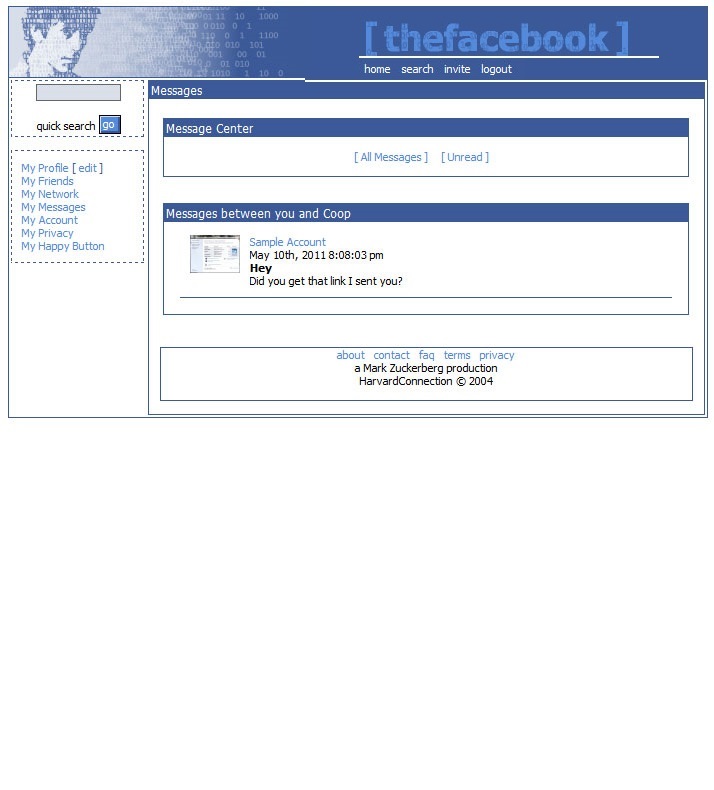 [ thefacebook ]
home search invite logout
quick search go
My Profile [ edit ]
My Friends
My Network
My Messages
My Account
My Privacy
My Happy Button
Messages
Message Center
[ All Messages ] [ Unread ]
Messages between you and Coop
Sample Account
May 10th, 2011 8:08:03 pm
Hey
Did you get that link I sent you?
about contact faq terms privacy
a Mark Zuckerberg production
HarvardConnection © 2004